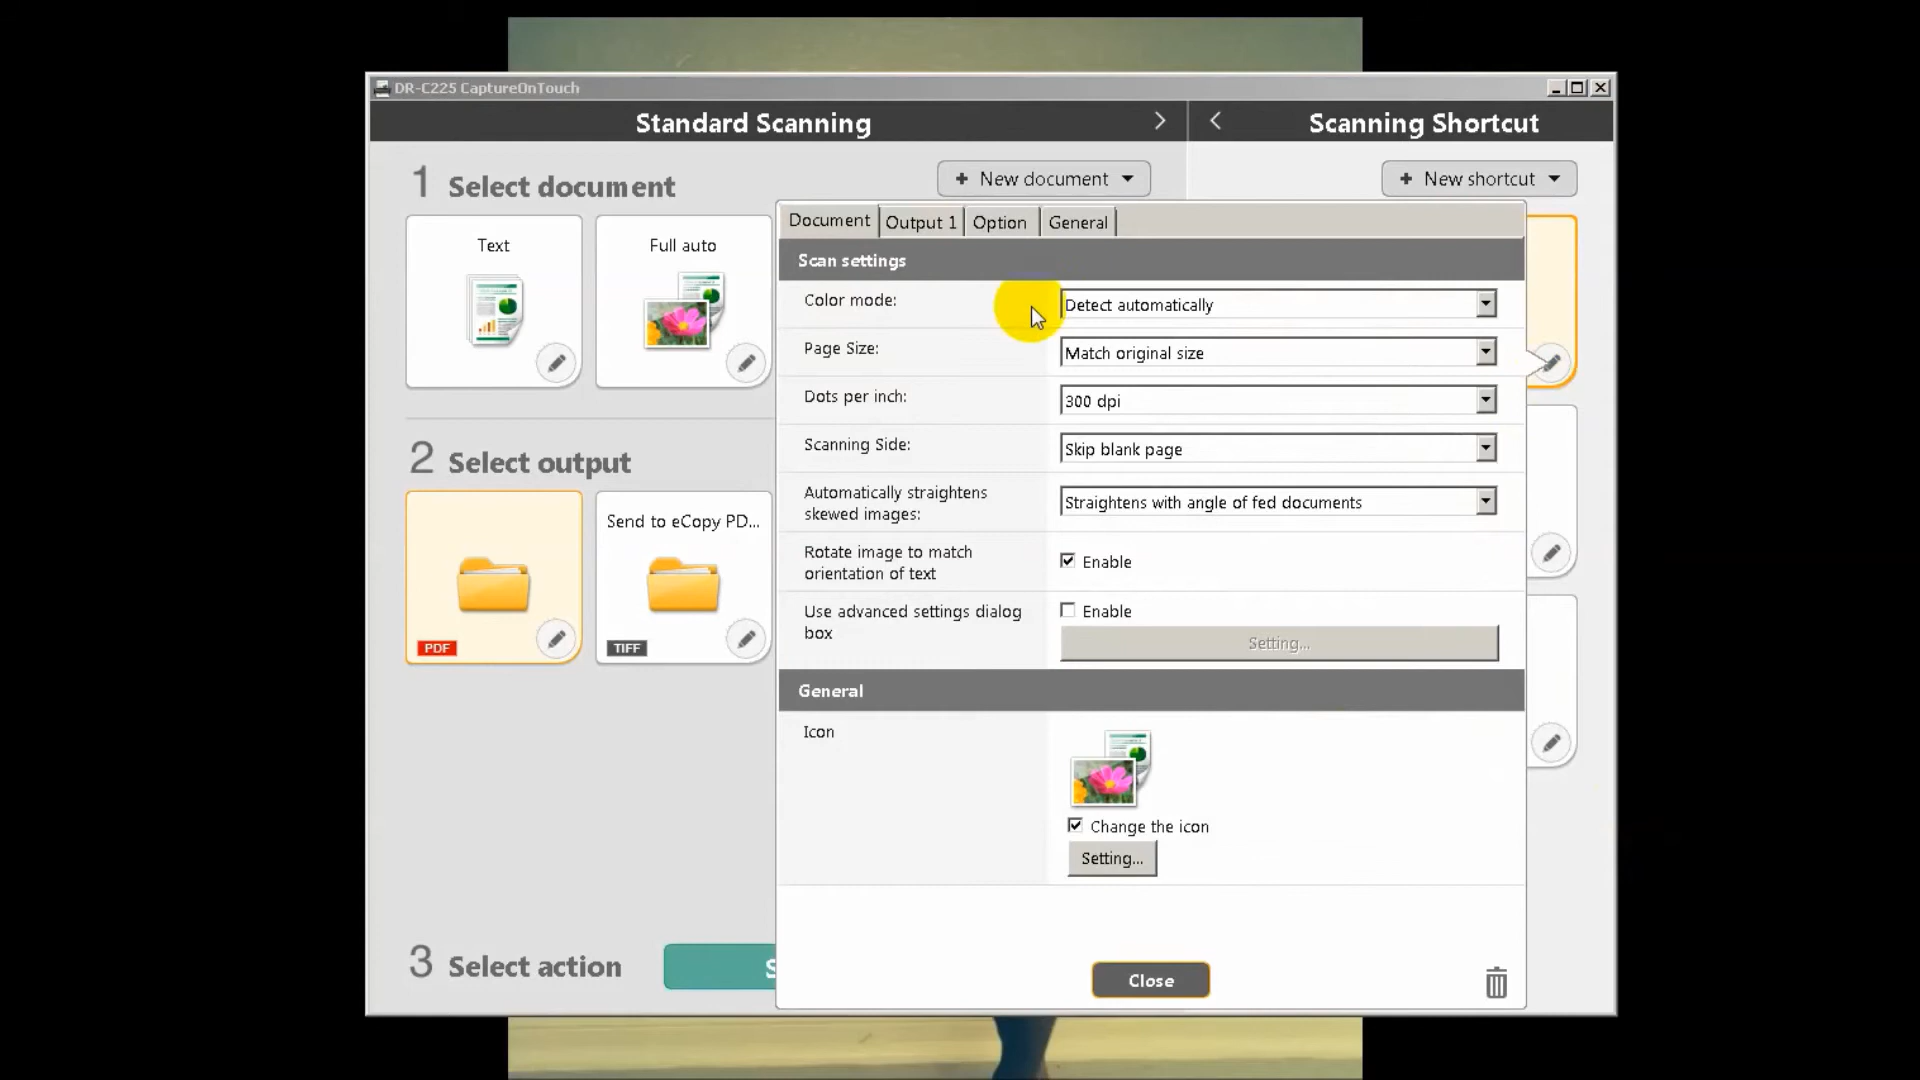 DR-C225 CaptureOnTouch
Standard Scanning
Scanning Shortcut
1 Select document
+ New document
+ New shortcut
Text
Full auto
Document
Output 1
Option
General
Scan settings
Color mode:
Detect automatically
Page Size:
Match original size
Dots per inch:
300 dpi
Scanning Side:
Skip blank page
Automatically straightens
skewed images:
Straightens with angle of fed documents
Rotate image to match
orientation of text
Enable
Use advanced settings dialog
box
Enable
Setting...
2 Select output
Send to eCopy PD...
PDF
TIFF
General
Icon
Change the icon
Setting...
3 Select action
Close